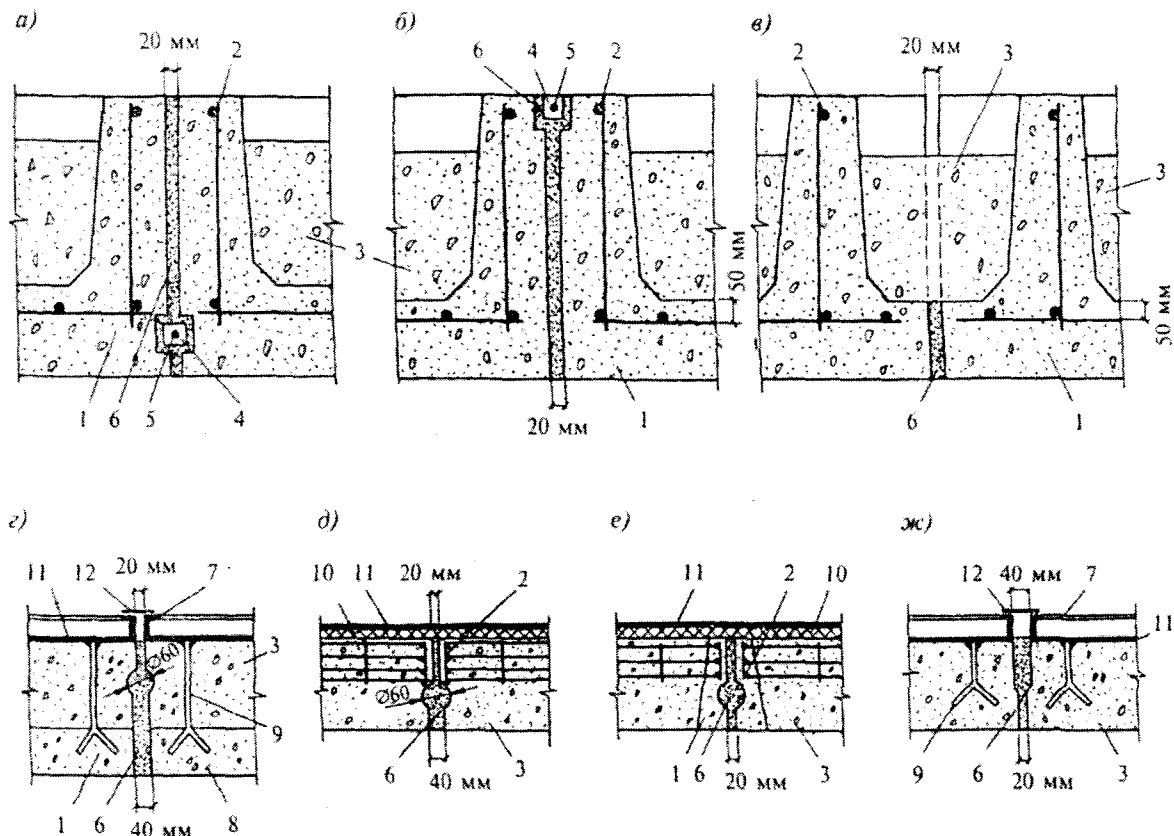 а) б) в)
20 мм 2 6 4 5 2 2 20 мм 3
3 3
50 мм 50 мм
1 6 5 4 20 мм 1 6 1
г) д) е) ж)
11 12 20 мм 7 10 11 20 мм 2 11 2 10 12 40 мм 7
3 11
Ø60 Ø60
9
1 6 40 мм 8 6 40 мм 3 1 6 20 мм 3 9 6 20 мм 3